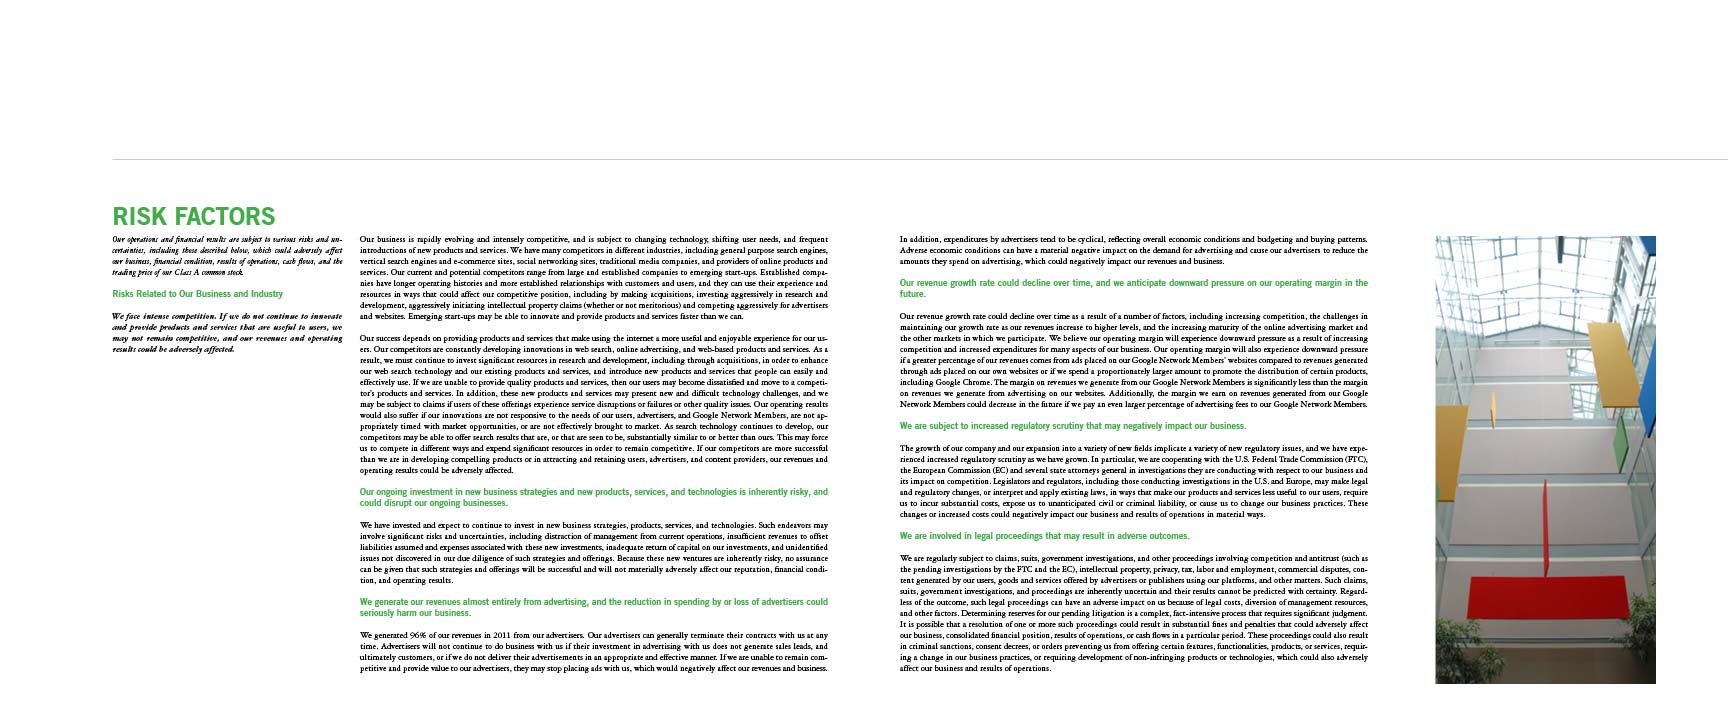 RISK FACTORS
Our operations and financial results are subject to various risks and un-
certainties, including those described below, which could adversely affect
our business, financial condition, results of operations, cash flows, and the
trading price of our Class A common stock.
Risks Related to Our Business and Industry
We face intense competition. If we do not continue to innovate
and provide products and services that are useful to users, we
may not remain competitive, and our revenues and operating
results could be adversely affected.
Our business is rapidly evolving and intensely competitive, and is subject to changing technology, shifting user needs, and frequent
introductions of new products and services. We have many competitors in different industries, including general purpose search engines,
vertical search engines and e-commerce sites, social networking sites, traditional media companies, and providers of online products and
services. Our current and potential competitors range from large and established companies to emerging start-ups. Established compa-
nies have longer operating histories and more established relationships with customers and users, and they can use their experience and
resources in ways that could affect our competitive position, including by making acquisitions, investing aggressively in research and
development, aggressively initiating intellectual property claims (whether or not meritorious) and competing aggressively for advertisers
and websites. Emerging start-ups may be able to innovate and provide products and services faster than we can.
Our success depends on providing products and services that make using the internet a more useful and enjoyable experience for our us-
ers. Our competitors are constantly developing innovations in web search, online advertising, and web-based products and services. As a
result, we must continue to invest significant resources in research and development, including through acquisitions, in order to enhance
our web search technology and our existing products and services, and introduce new products and services that people can easily and
effectively use. If we are unable to provide quality products and services, then our users may become dissatisfied and move to a competi-
tor's products and services. In addition, these new products and services may present new and difficult technology challenges, and we
may be subject to claims if users of these offerings experience service disruptions or failures or other quality issues. Our operating results
would also suffer if our innovations are not responsive to the needs of our users, advertisers, and Google Network Members, are not ap-
propriately timed with market opportunities, or are not effectively brought to market. As search technology continues to develop, our
competitors may be able to offer search results that are, or that are seen to be, substantially similar to or better than ours. This may force
us to compete in different ways and expend significant resources in order to remain competitive. If our competitors are more successful
than we are in developing compelling products or in attracting and retaining users, advertisers, and content providers, our revenues and
operating results could be adversely affected.
Our ongoing investment in new business strategies and new products, services, and technologies is inherently risky, and
could disrupt our ongoing businesses.
We have invested and expect to continue to invest in new business strategies, products, services, and technologies. Such endeavors may
involve significant risks and uncertainties, including distraction of management from current operations, insufficient revenues to offset
liabilities assumed and expenses associated with these new investments, inadequate return of capital on our investments, and unidentified
issues not discovered in our due diligence of such strategies and offerings. Because these new ventures are inherently risky, no assurance
can be given that such strategies and offerings will be successful and will not materially adversely affect our reputation, financial condi-
tion, and operating results.
We generate our revenues almost entirely from advertising, and the reduction in spending by or loss of advertisers could
seriously harm our business.
We generated 96% of our revenues in 2011 from our advertisers. Our advertisers can generally terminate their contracts with us at any
time. Advertisers will not continue to do business with us if their investment in advertising with us does not generate sales leads, and
ultimately customers, or if we do not deliver their advertisements in an appropriate and effective manner. If we are unable to remain com-
petitive and provide value to our advertisers, they may stop placing ads with us, which would negatively affect our revenues and business.
In addition, expenditures by advertisers tend to be cyclical, reflecting overall economic conditions and budgeting and buying patterns.
Adverse economic conditions can have a material negative impact on the demand for advertising and cause our advertisers to reduce the
amounts they spend on advertising, which could negatively impact our revenues and business.
Our revenue growth rate could decline over time, and we anticipate downward pressure on our operating margin in the
future.
Our revenue growth rate could decline over time as a result of a number of factors, including increasing competition, the challenges in
maintaining our growth rate as our revenues increase to higher levels, and the increasing maturity of the online advertising market and
the other markets in which we participate. We believe our operating margin will experience downward pressure as a result of increasing
competition and increased expenditures for many aspects of our business. Our operating margin will also experience downward pressure
if a greater percentage of our revenues comes from ads placed on our Google Network Members' websites compared to revenues generated
through ads placed on our own websites or if we spend a proportionately larger amount to promote the distribution of certain products,
including Google Chrome. The margin on revenues we generate from our Google Network Members is significantly less than the margin
on revenues we generate from advertising on our websites. Additionally, the margin we earn on revenues generated from our Google
Network Members could decrease in the future if we pay an even larger percentage of advertising fees to our Google Network Members.
We are subject to increased regulatory scrutiny that may negatively impact our business.
The growth of our company and our expansion into a variety of new fields implicate a variety of new regulatory issues, and we have expe-
rienced increased regulatory scrutiny as we have grown. In particular, we are cooperating with the U.S. Federal Trade Commission (FTC),
the European Commission (EC) and several state attorneys general in investigations they are conducting with respect to our business and
its impact on competition. Legislators and regulators, including those conducting investigations in the U.S. and Europe, may make legal
and regulatory changes, or interpret and apply existing laws, in ways that make our products and services less useful to our users, require
us to incur substantial costs, expose us to unanticipated civil or criminal liability, or cause us to change our business practices. These
changes or increased costs could negatively impact our business and results of operations in material ways.
We are involved in legal proceedings that may result in adverse outcomes.
We are regularly subject to claims, suits, government investigations, and other proceedings involving competition and antitrust (such as
the pending investigations by the FTC and the EC), intellectual property, privacy, tax, labor and employment, commercial disputes, con-
tent generated by our users, goods and services offered by advertisers or publishers using our platforms, and other matters. Such claims,
suits, government investigations, and proceedings are inherently uncertain and their results cannot be predicted with certainty. Regard-
less of the outcome, such legal proceedings can have an adverse impact on us because of legal costs, diversion of management resources,
and other factors. Determining reserves for our pending litigation is a complex, fact-intensive process that requires significant judgment.
It is possible that a resolution of one or more such proceedings could result in substantial fines and penalties that could adversely affect
our business, consolidated financial position, results of operations, or cash flows in a particular period. These proceedings could also result
in criminal sanctions, consent decrees, or orders preventing us from offering certain features, functionalities, products, or services, requir-
ing a change in our business practices, or requiring development of non-infringing products or technologies, which could also adversely
affect our business and results of operations.